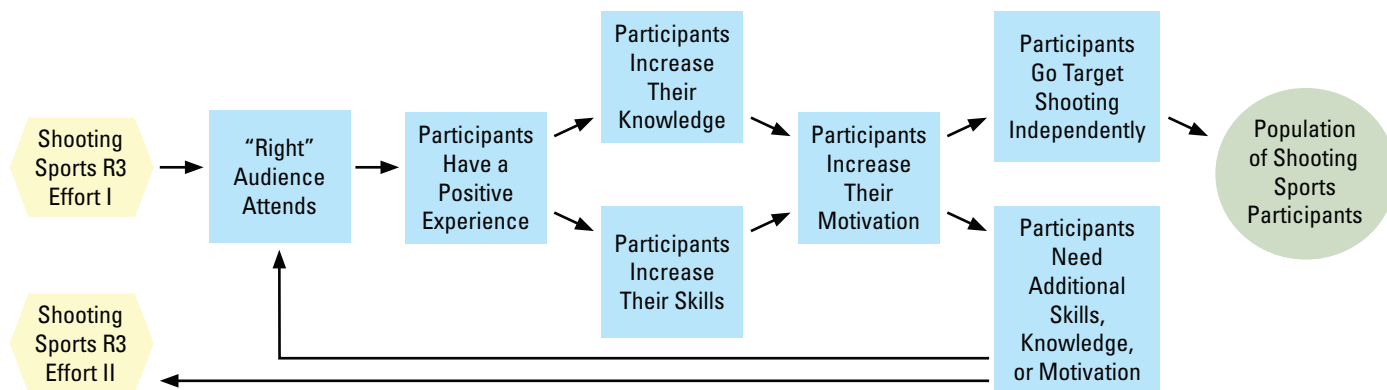 Shooting
Sports R3
Effort I
"Right"
Audience
Attends
Participants
Have a
Positive
Experience
Participants
Increase
Their
Knowledge
Participants
Increase
Their Skills
Participants
Increase
Their
Motivation
Participants
Go Target
Shooting
Independently
Participants
Need
Additional
Skills,
Knowledge,
or Motivation
Population
of Shooting
Sports
Participants
Shooting
Sports R3
Effort II